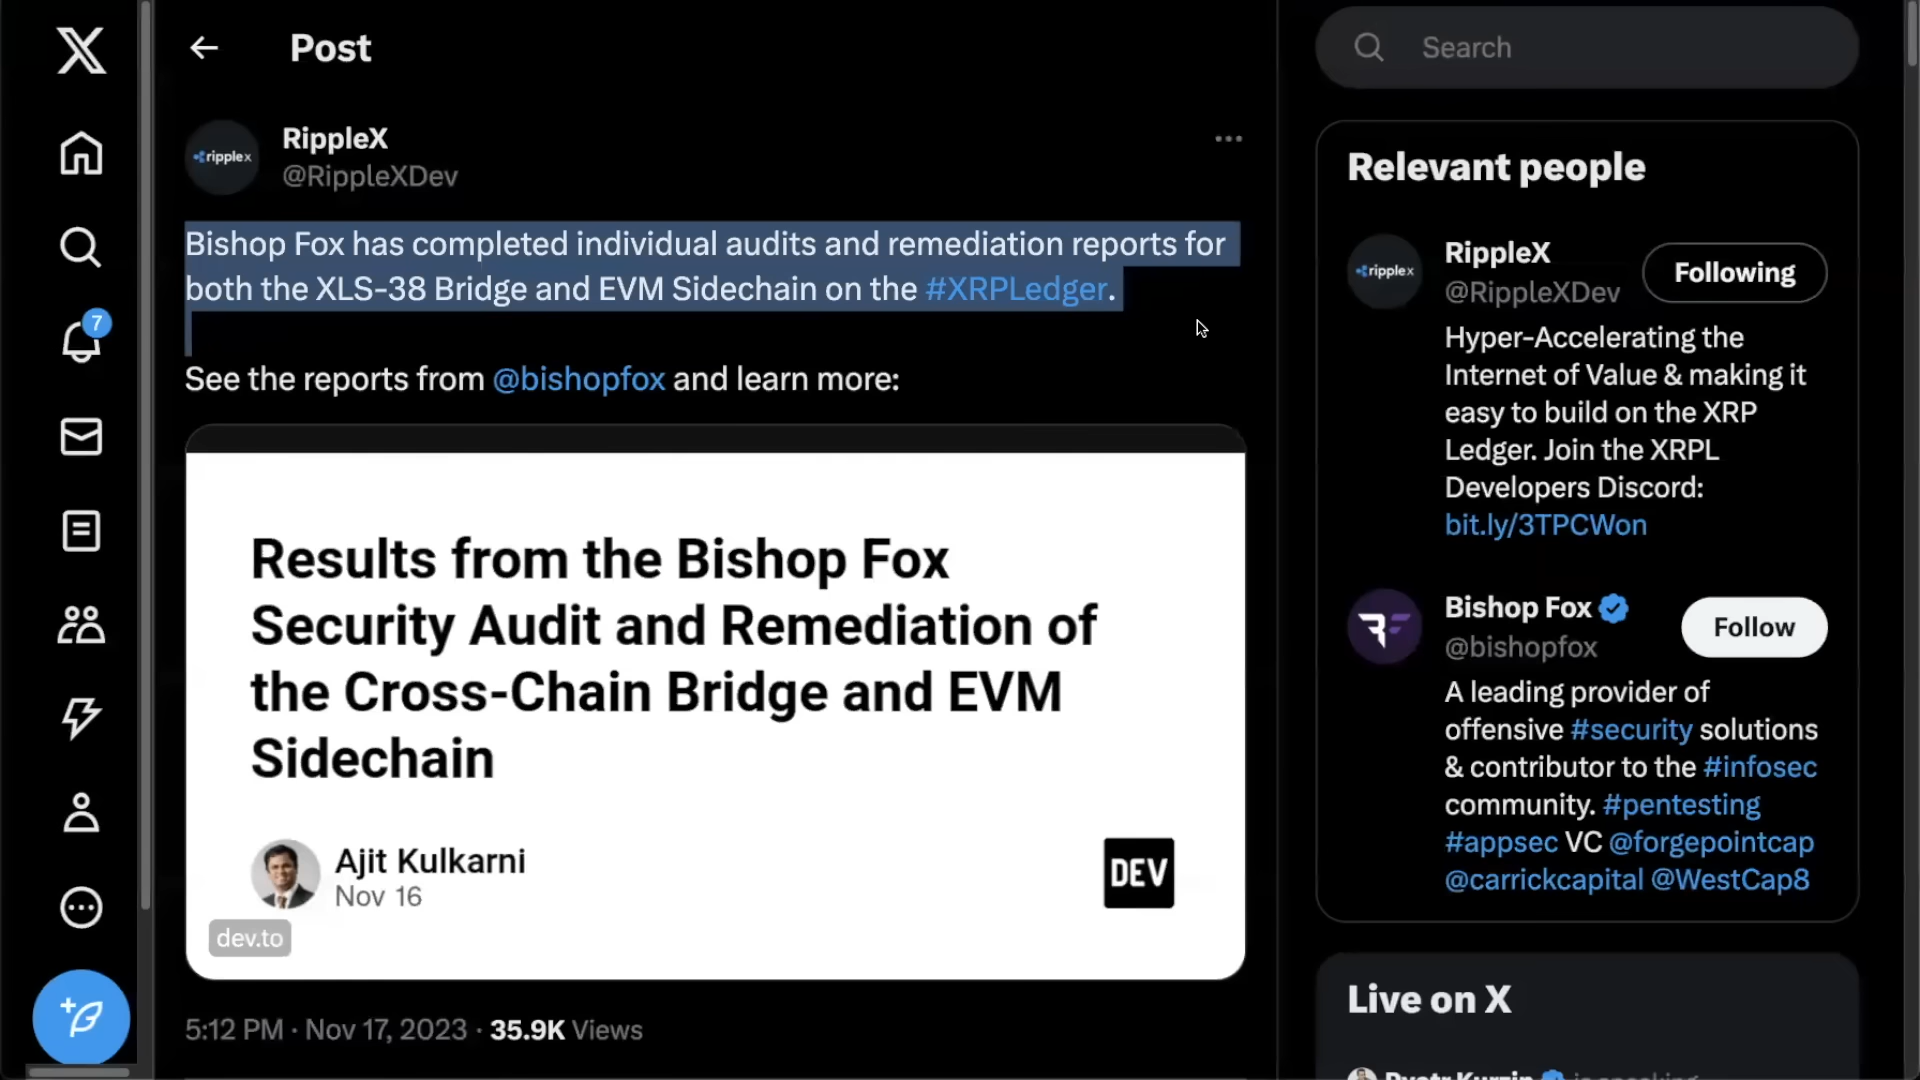 Post
Search
ripplex
RippleX
@RippleXDev
Bishop Fox has completed individual audits and remediation reports for
both the XLS-38 Bridge and EVM Sidechain on the #XRPLedger.
See the reports from @bishopfox and learn more:
Results from the Bishop Fox
Security Audit and Remediation of
the Cross-Chain Bridge and EVM
Sidechain
Ajit Kulkarni
Nov 16
DEV
dev.to
5:12 PM · Nov 17, 2023 · 35.9K Views
7
Relevant people
ripplex
RippleX
@RippleXDev
Following
Hyper-Accelerating the
Internet of Value & making it
easy to build on the XRP
Ledger. Join the XRPL
Developers Discord:
bit.ly/3TPCWon
Bishop Fox
@bishopfox
Follow
A leading provider of
offensive #security solutions
& contributor to the #infosec
community. #pentesting
#appsec VC @forgepointcap
@carrickcapital @WestCap8
Live on X